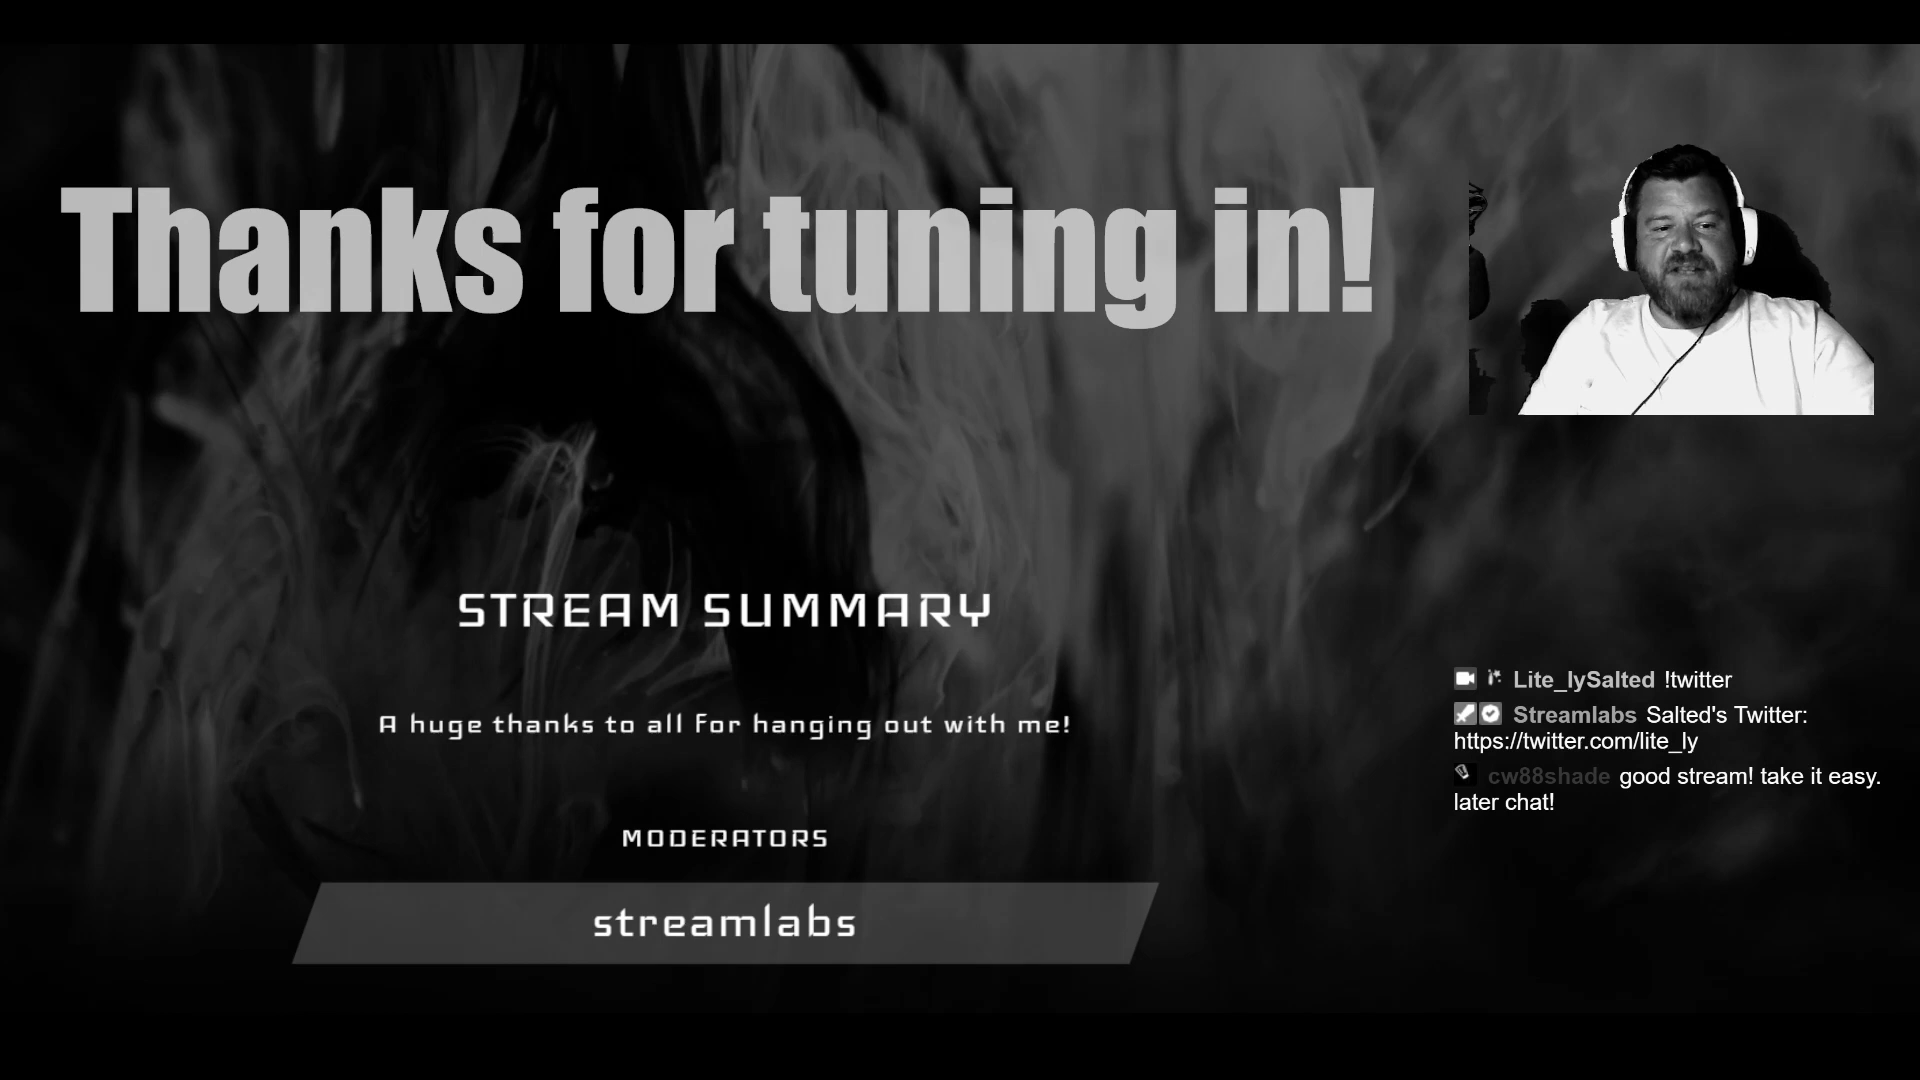 Thanks for tuning in!
STREAM SUMMARY
A huge thanks to all for hanging out with me!
MODERATORS
streamlabs
Lite_lySalted !twitter
Streamlabs Salted's Twitter:
https://twitter.com/lite_ly
cw88shade good stream! take it easy.
later chat!